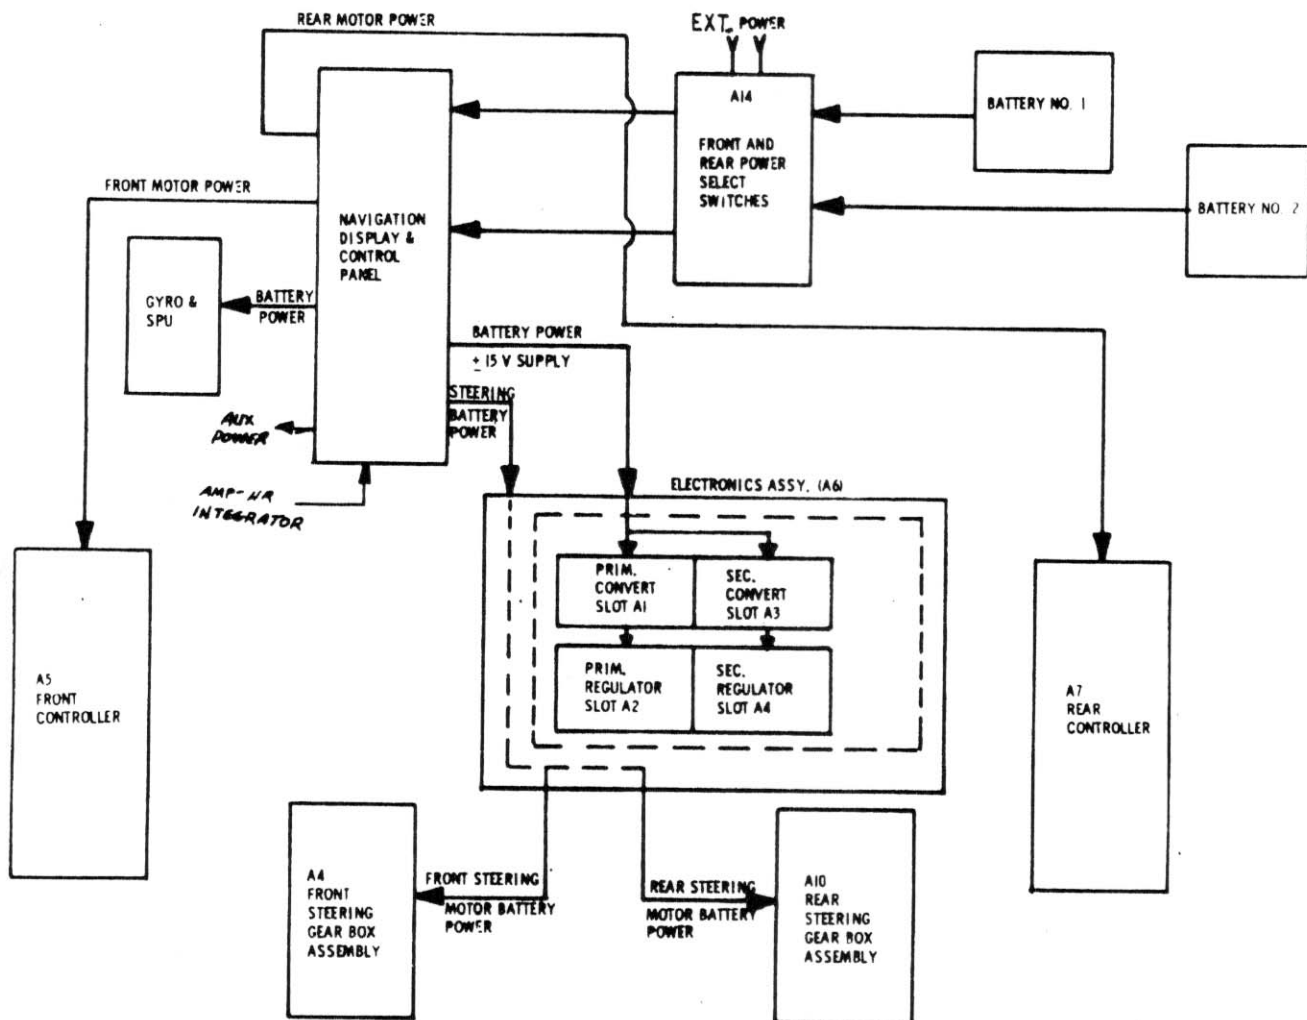 REAR MOTOR POWER
EXT. POWER
A14
FRONT AND
REAR POWER
SELECT
SWITCHES
BATTERY NO. 1
BATTERY NO. 2
FRONT MOTOR POWER
NAVIGATION
DISPLAY &
CONTROL
PANEL
GYRO &
SPU
BATTERY
POWER
BATTERY POWER
± 15 V SUPPLY
STEERING
BATTERY
POWER
AUX
POWER
AMP-HR
INTEGRATOR
ELECTRONICS ASSY. (A6)
PRIM.
CONVERT
SLOT A1
SEC.
CONVERT
SLOT A3
PRIM.
REGULATOR
SLOT A2
SEC.
REGULATOR
SLOT A4
A5
FRONT
CONTROLLER
A7
REAR
CONTROLLER
A4
FRONT
STEERING
GEAR BOX
ASSEMBLY
FRONT STEERING
MOTOR BATTERY
POWER
REAR STEERING
MOTOR BATTERY
POWER
A10
REAR
STEERING
GEAR BOX
ASSEMBLY